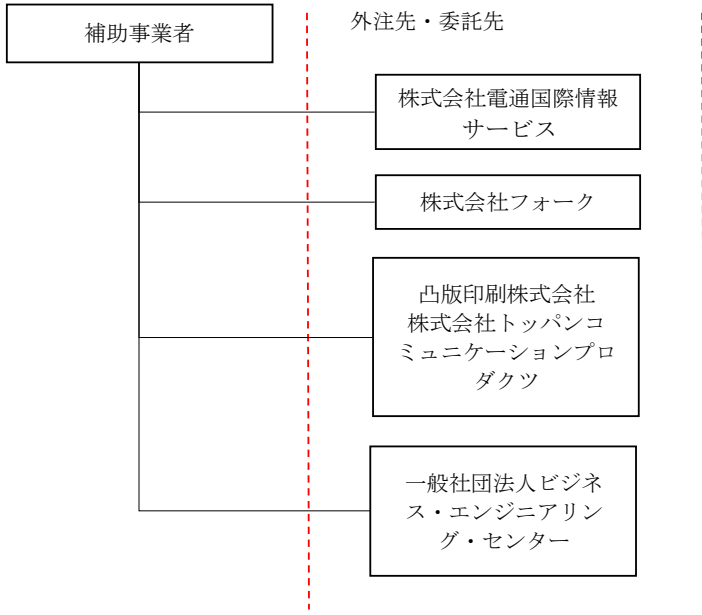 補助事業者
外注先・委託先
株式会社電通国際情報
サービス
株式会社フォーク
凸版印刷株式会社
株式会社トッパンコ
ミュニケーションプロ
ダクツ
一般社団法人ビジネ
ス・エンジニアリン
グ・センター